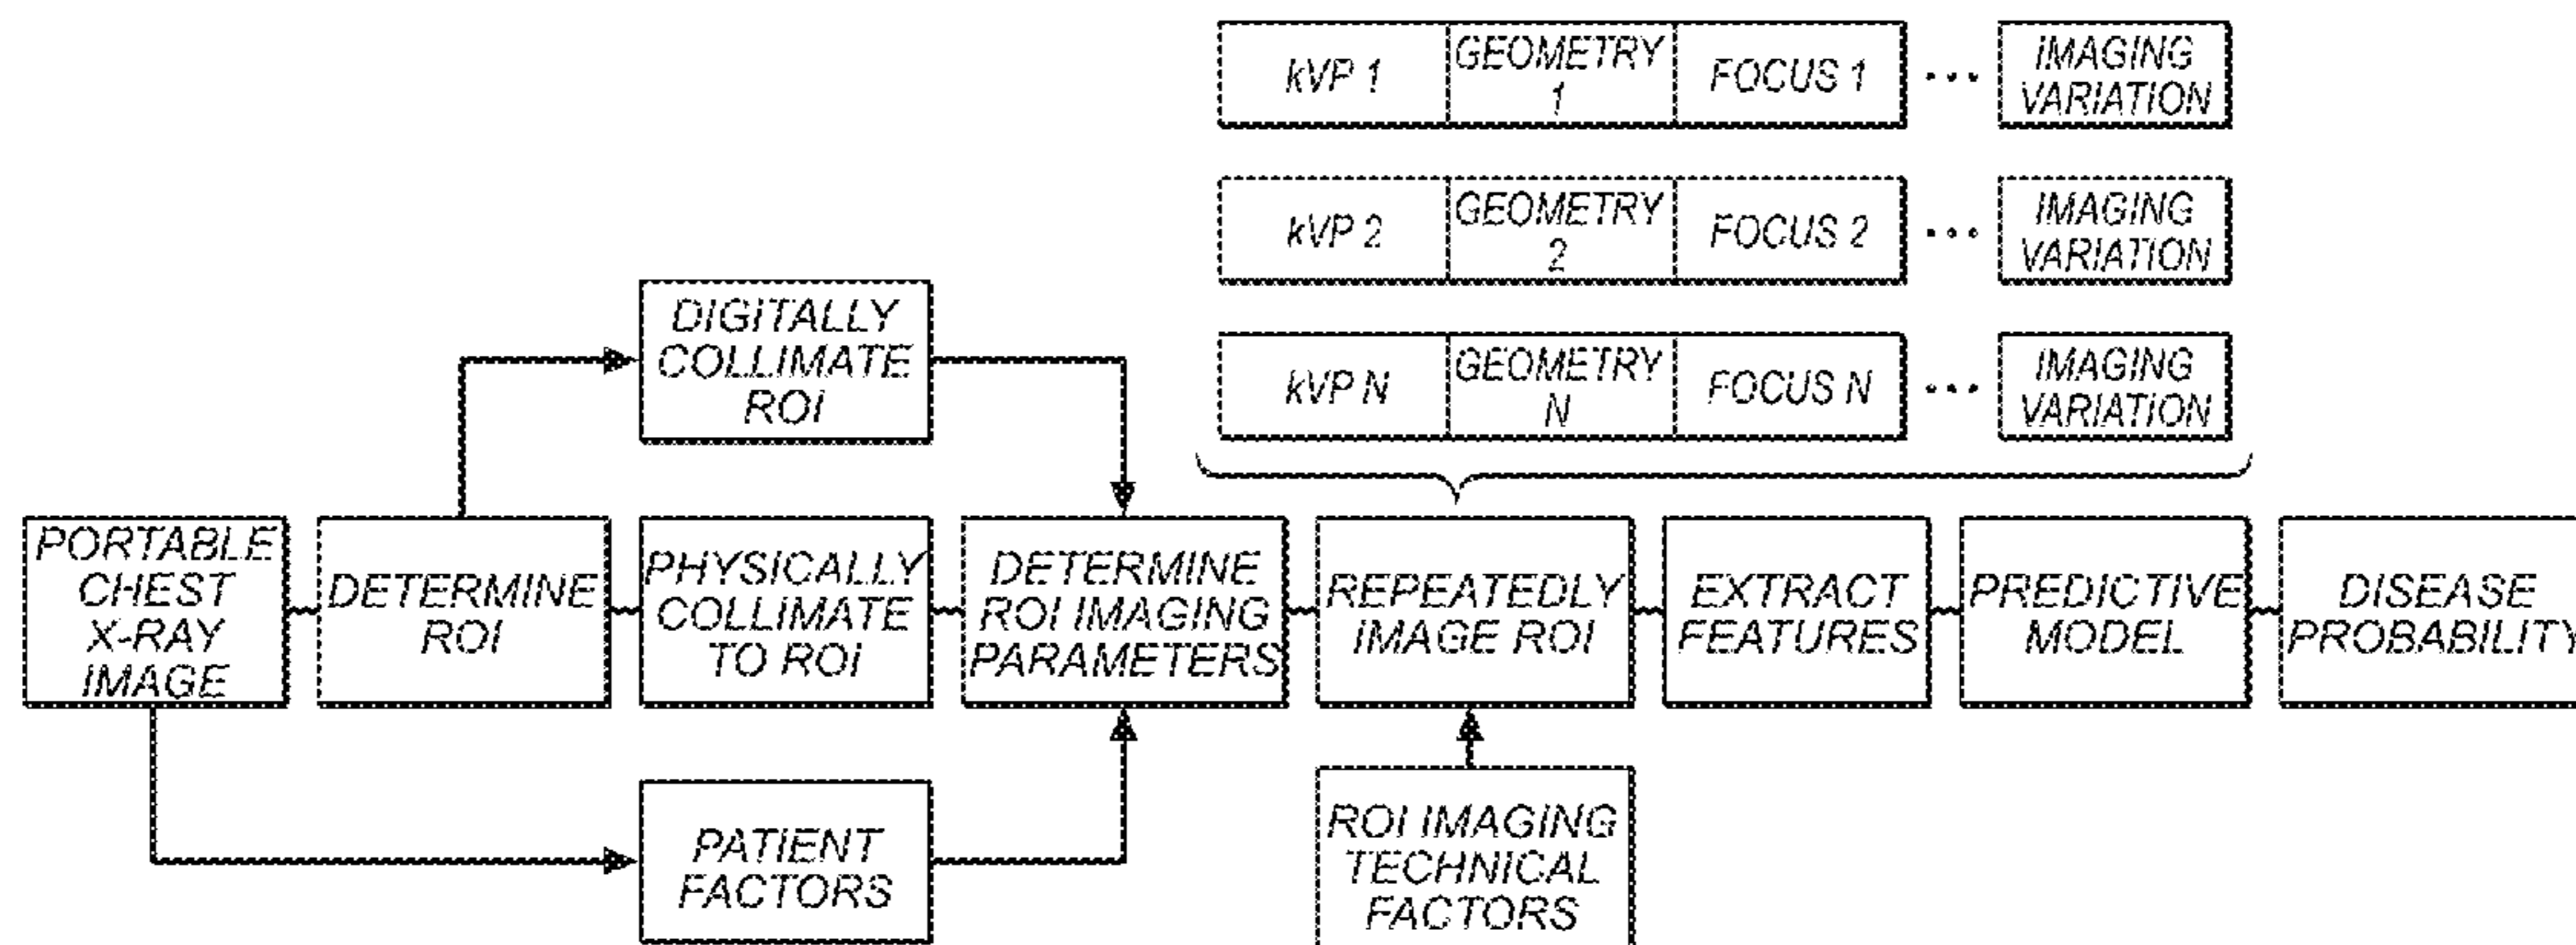 kVP 1
GEOMETRY
1
FOCUS 1
...
IMAGING
VARIATION
kVP 2
GEOMETRY
2
FOCUS 2
...
IMAGING
VARIATION
kVP N
GEOMETRY
N
FOCUS N
...
IMAGING
VARIATION
DIGITALLY
COLLIMATE
ROI
PORTABLE
CHEST
X-RAY
IMAGE
DETERMINE
ROI
PHYSICALLY
COLLIMATE
TO ROI
DETERMINE
ROI IMAGING
PARAMETERS
REPEATEDLY
IMAGE ROI
EXTRACT
FEATURES
PREDICTIVE
MODEL
DISEASE
PROBABILITY
PATIENT
FACTORS
ROI IMAGING
TECHNICAL
FACTORS